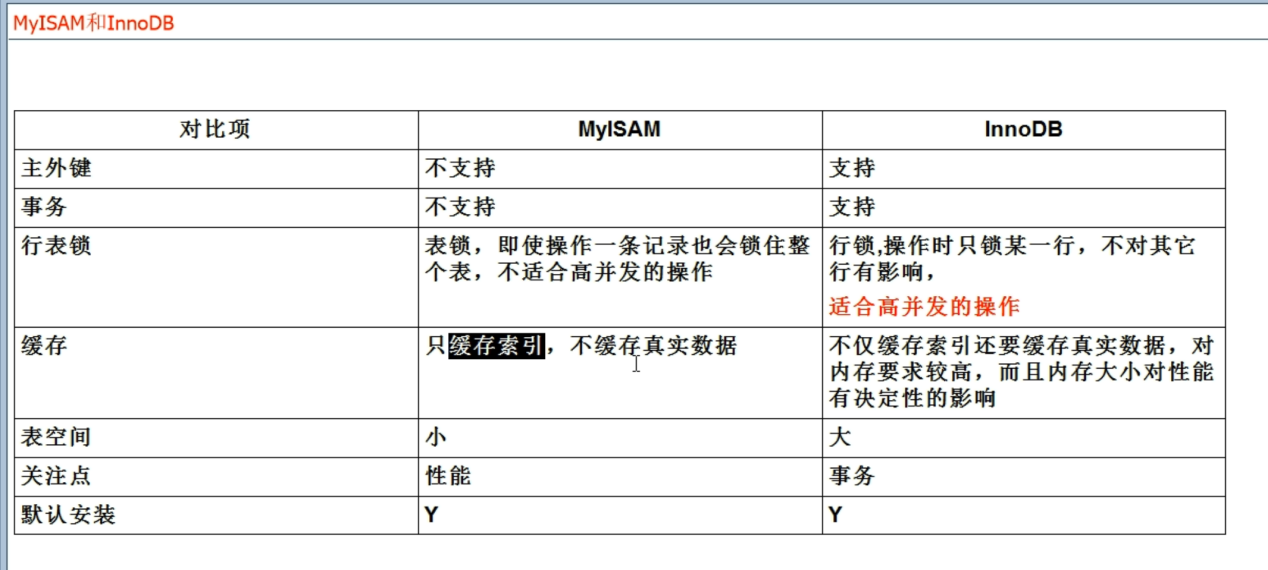 MyISAM和InnoDB
对比项 MyISAM InnoDB
主外键 不支持 支持
事务 不支持 支持
行表锁 表锁，即使操作一条记录也会锁住整 行锁,操作时只锁某一行，不对其它
个表，不适合高并发的操作 行有影响，
适合高并发的操作
缓存 只缓存索引，不缓存真实数据 不仅缓存索引还要缓存真实数据，对
内存要求较高，而且内存大小对性能
有决定性的影响
表空间 小 大
关注点 性能 事务
默认安装 Y Y